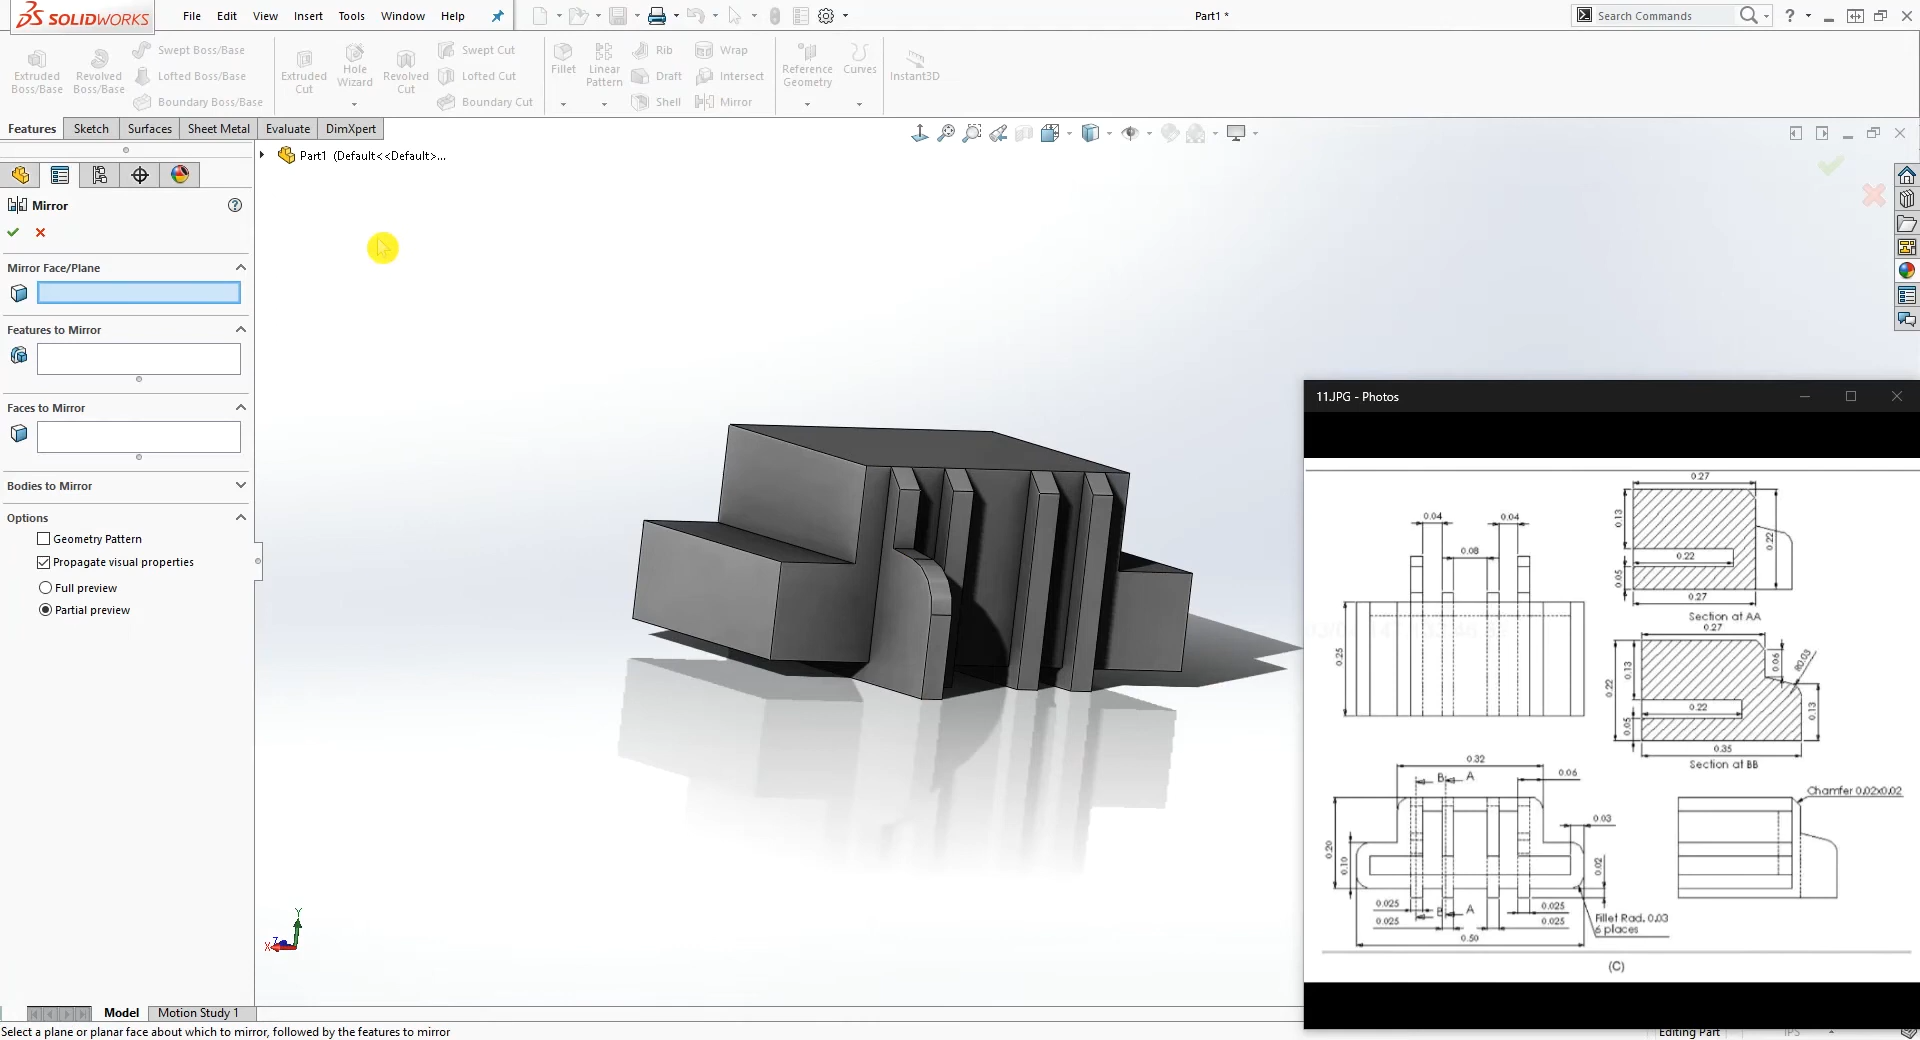 SOLIDWORKS
File Edit View Insert Tools Window Help
Part1 *
Search Commands
Extruded Boss/Base
Revolved Boss/Base
Swept Boss/Base
Lofted Boss/Base
Boundary Boss/Base
Extruded Cut
Hole Wizard
Revolved Cut
Swept Cut
Lofted Cut
Boundary Cut
Fillet
Linear Pattern
Rib
Draft
Shell
Wrap
Intersect
Mirror
Reference Geometry
Curves
Instant3D
Features Sketch Surfaces Sheet Metal Evaluate DimXpert
Part1 (Default<<Default>...
Mirror
Mirror Face/Plane
Features to Mirror
Faces to Mirror
Bodies to Mirror
Options
Geometry Pattern
Propagate visual properties
Full preview
Partial preview
Y
X
Z
11.JPG - Photos
0.04
0.04
0.08
0.25
0.27
0.13
0.22
0.22
0.05
0.27
Section at AA
0.27
0.06
R0.03
0.13
0.22
0.22
0.05
0.13
0.35
Section at BB
0.32
B
A
0.06
0.03
0.20
0.10
0.02
0.025
0.025
B
A
0.025
0.025
0.50
Fillet Rad. 0.03
6 places
Chamfer 0.02x0.02
(C)
Model Motion Study 1
Select a plane or planar face about which to mirror, followed by the features to mirror
Editing Part
IPS